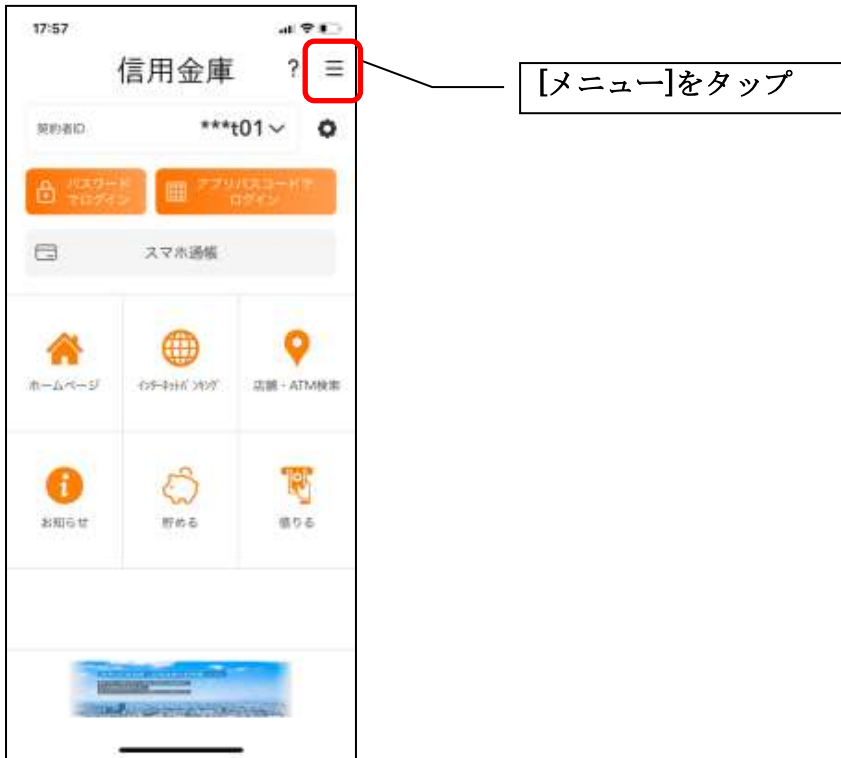 17:57
信用金庫 ? ☰
[メニュー]をタップ
契約者ID ***t01
パスワード
でログイン
アプリパスコードで
ログイン
スマホ通帳
ホームページ
インターネットバンキング
店舗・ATM検索
お知らせ
貯める
借りる